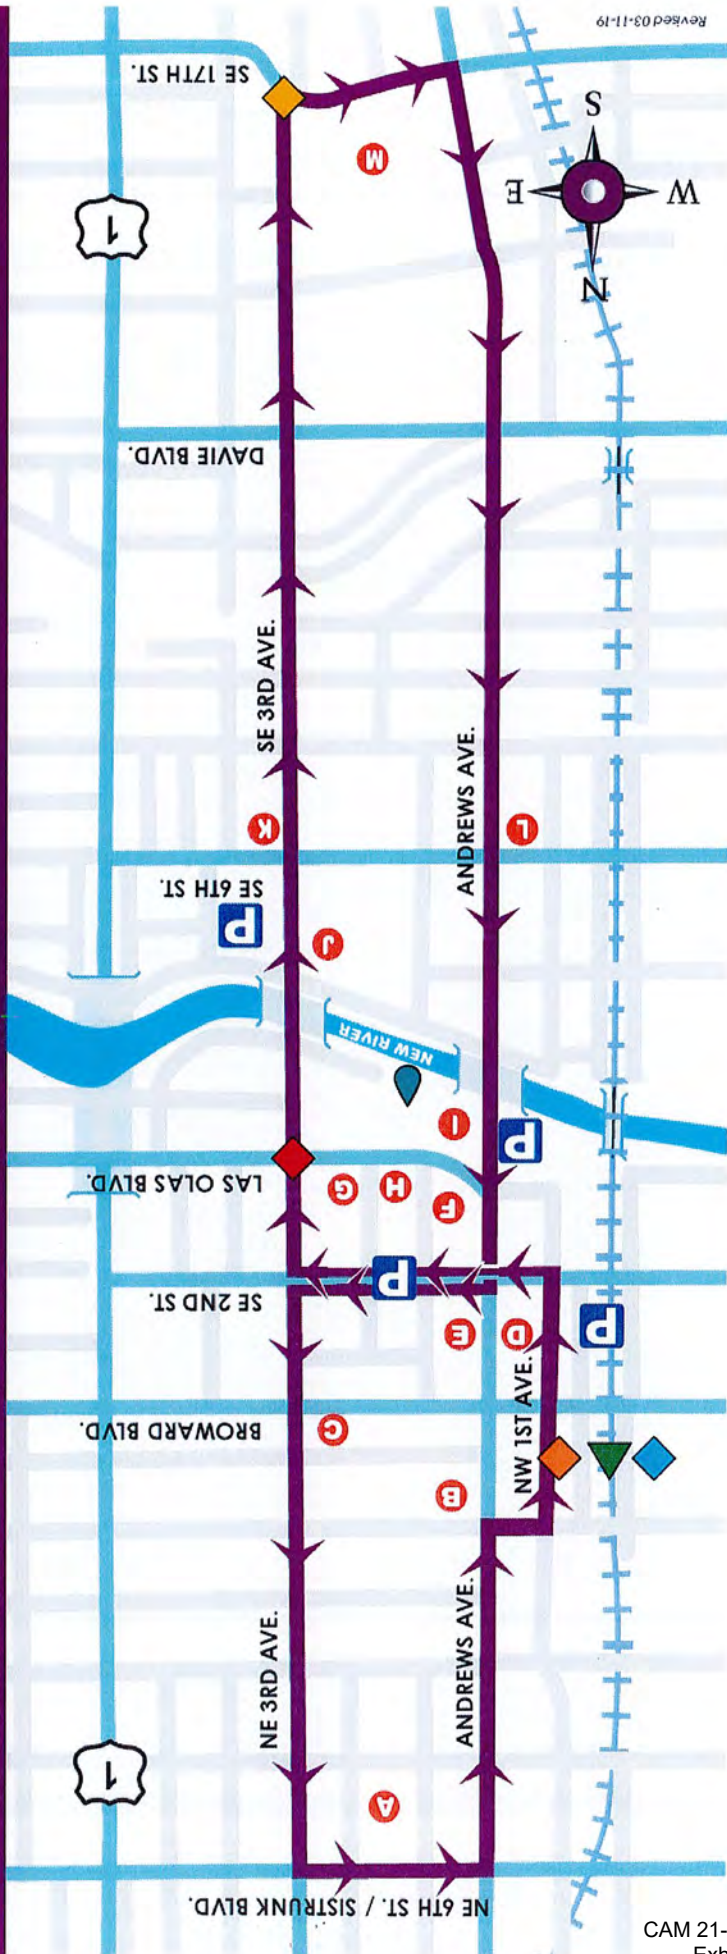 Revised 03-11-19
SE 17TH ST.
S
E
W
N
M
1
DAVIE BLVD.
SE 3RD AVE.
ANDREWS AVE.
K
L
SE 6TH ST.
P
J
NEW RIVER
I
P
LAS OLAS BLVD.
G
H
F
P
SE 2ND ST.
E
D
P
BROWARD BLVD.
C
NW 1ST AVE.
B
NE 3RD AVE.
ANDREWS AVE.
1
A
NE 6TH ST. / SISTRUNK BLVD.
CAM 21-